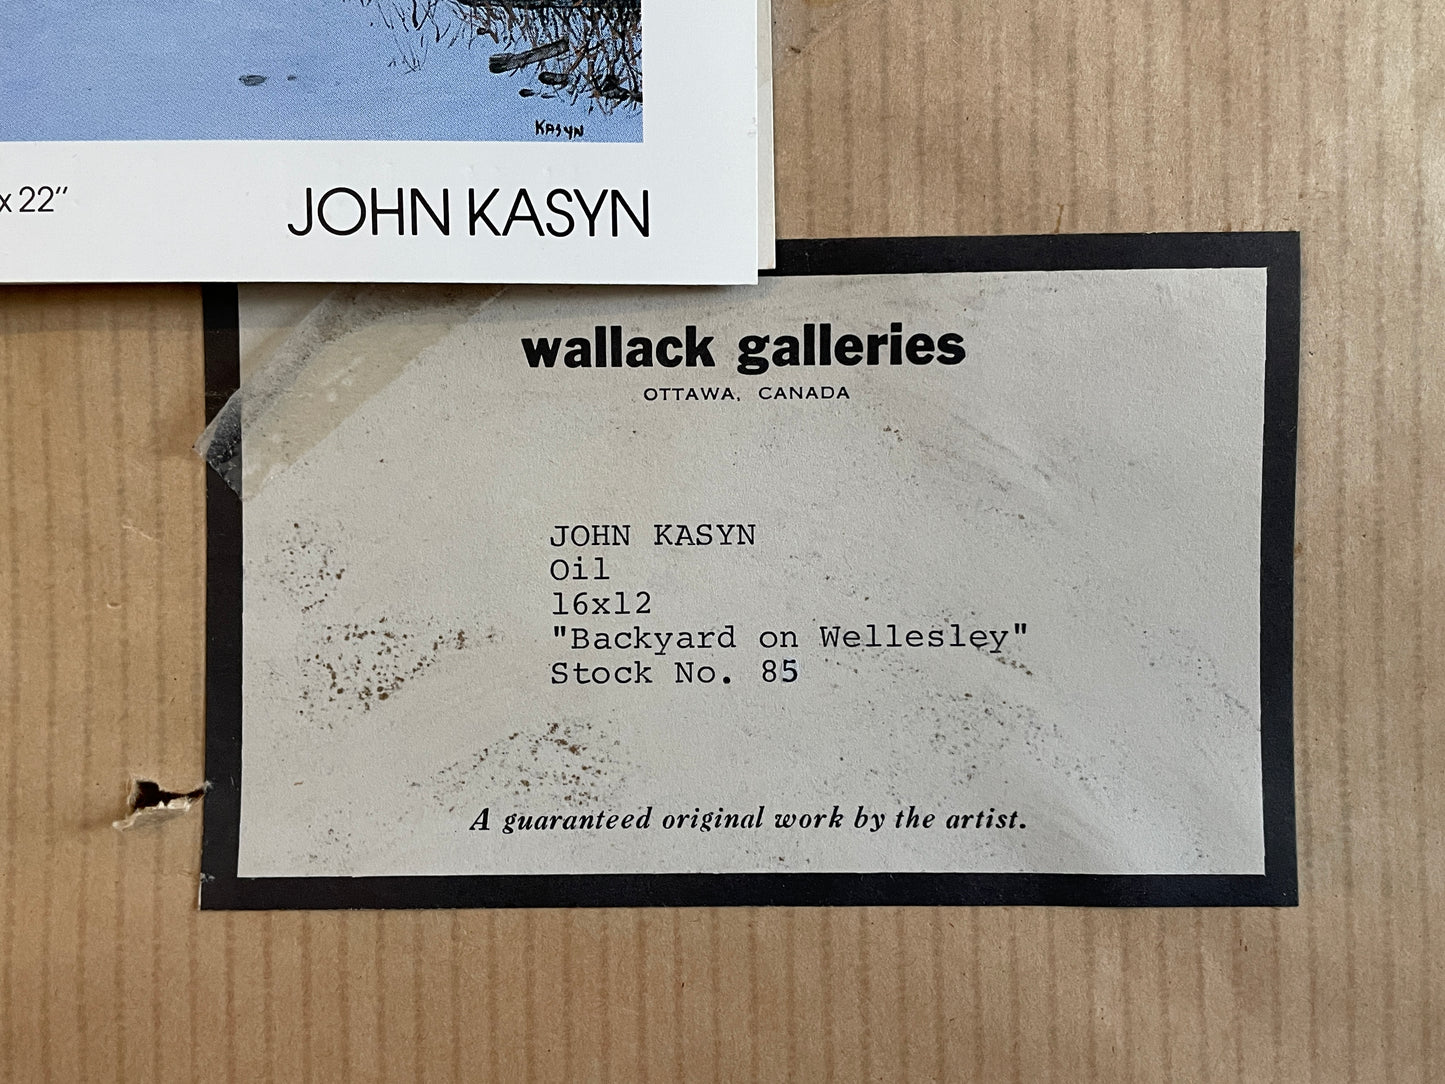 KASYN
x 22" JOHN KASYN
wallack galleries
OTTAWA, CANADA
JOHN KASYN
Oil
16x12
"Backyard on Wellesley"
Stock No. 85
A guaranteed original work by the artist.